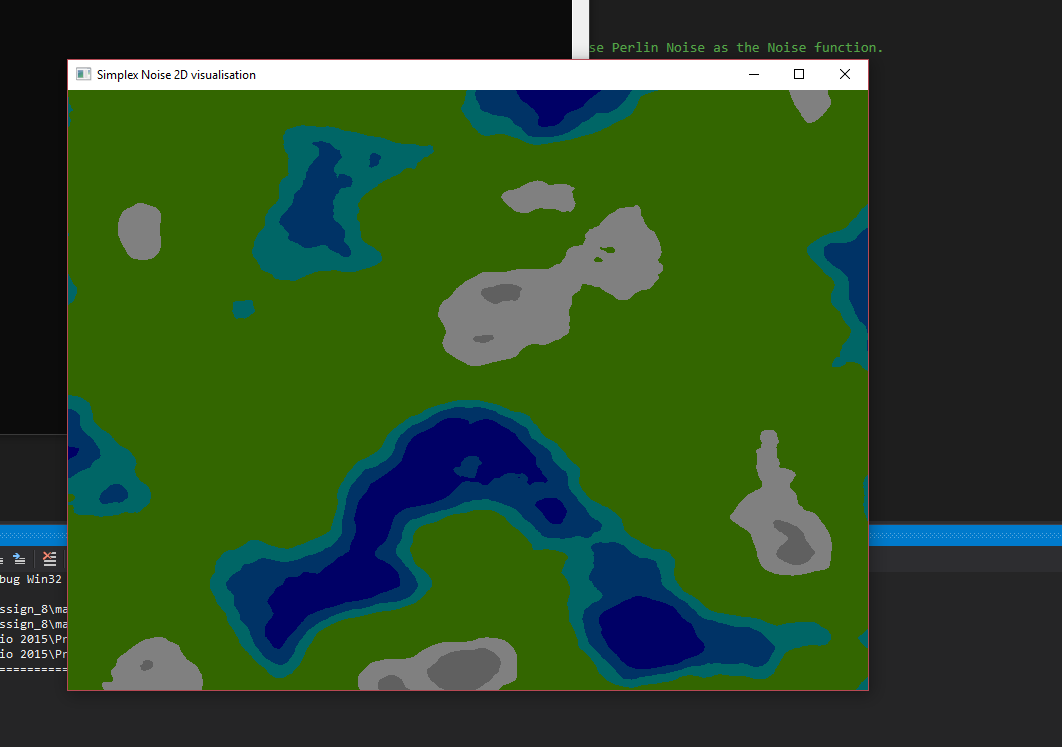 se Perlin Noise as the Noise function.
Simplex Noise 2D visualisation
bug Win32
ssign_8\ma
ssign_8\ma
io 2015\Pr
io 2015\Pr
==========